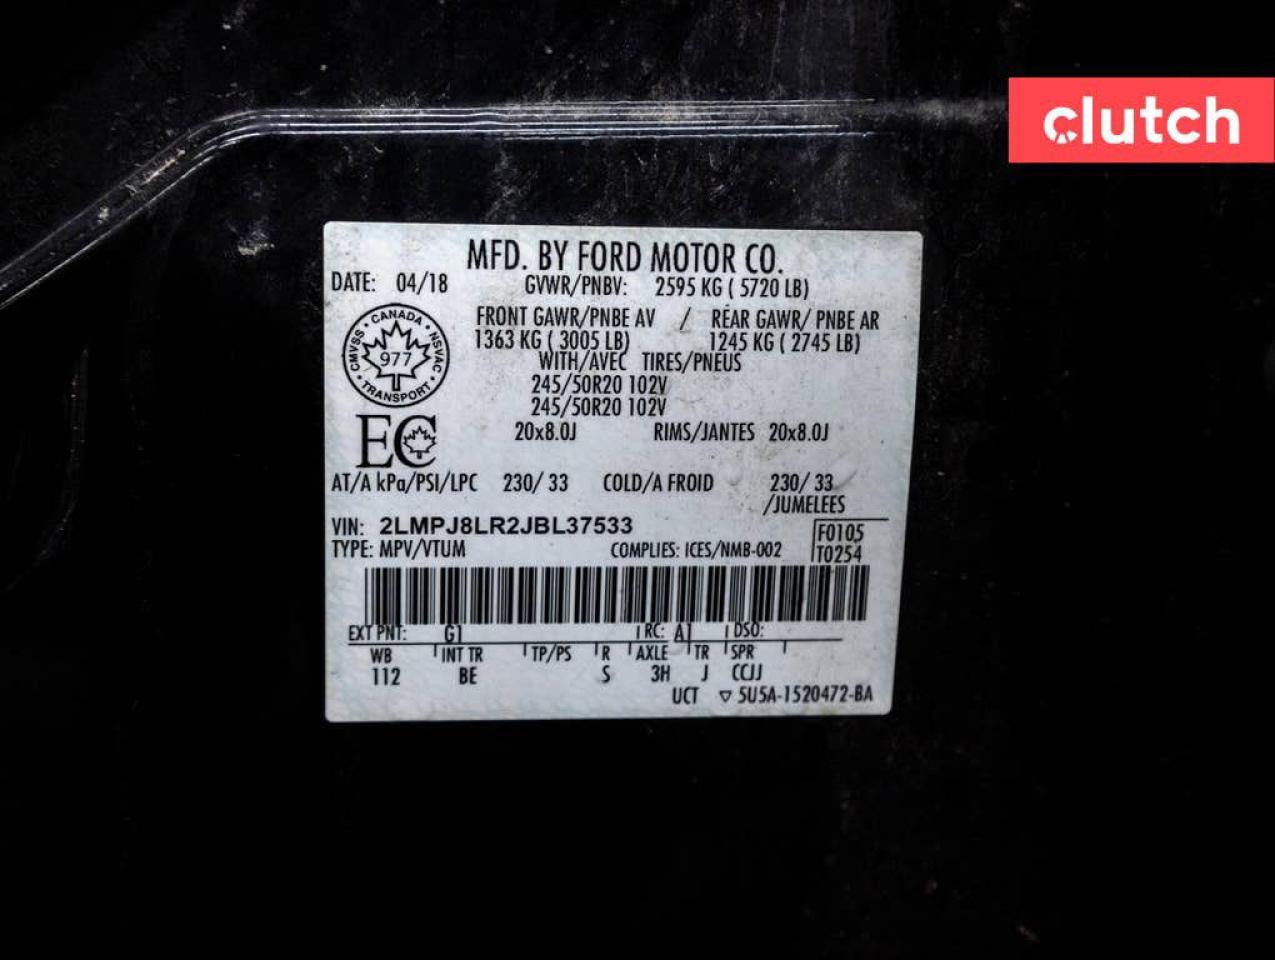 clutch
MFD. BY FORD MOTOR CO.
DATE: 04/18 GVWR/PNBV: 2595 KG ( 5720 LB)
FRONT GAWR/PNBE AV / REAR GAWR/ PNBE AR
1363 KG ( 3005 LB) 1245 KG ( 2745 LB)
WITH/AVEC TIRES/PNEUS
245/50R20 102V
245/50R20 102V
20x8.0J RIMS/JANTES 20x8.0J
CMVSS · CANADA · NSVAC · TRANSPORT ·
977
EC
AT/A kPa/PSI/LPC 230/ 33 COLD/A FROID 230/ 33
/JUMELEES
VIN: 2LMPJ8LR2JBL37533
F0105
TYPE: MPV/VTUM COMPLIES: ICES/NMB-002 T0254
EXT PNT: G1 RC: A1 DSO:
WB INT TR TP/PS R AXLE TR SPR
112 BE S 3H J CCJJ
UCT ▽ 5U5A-1520472-BA